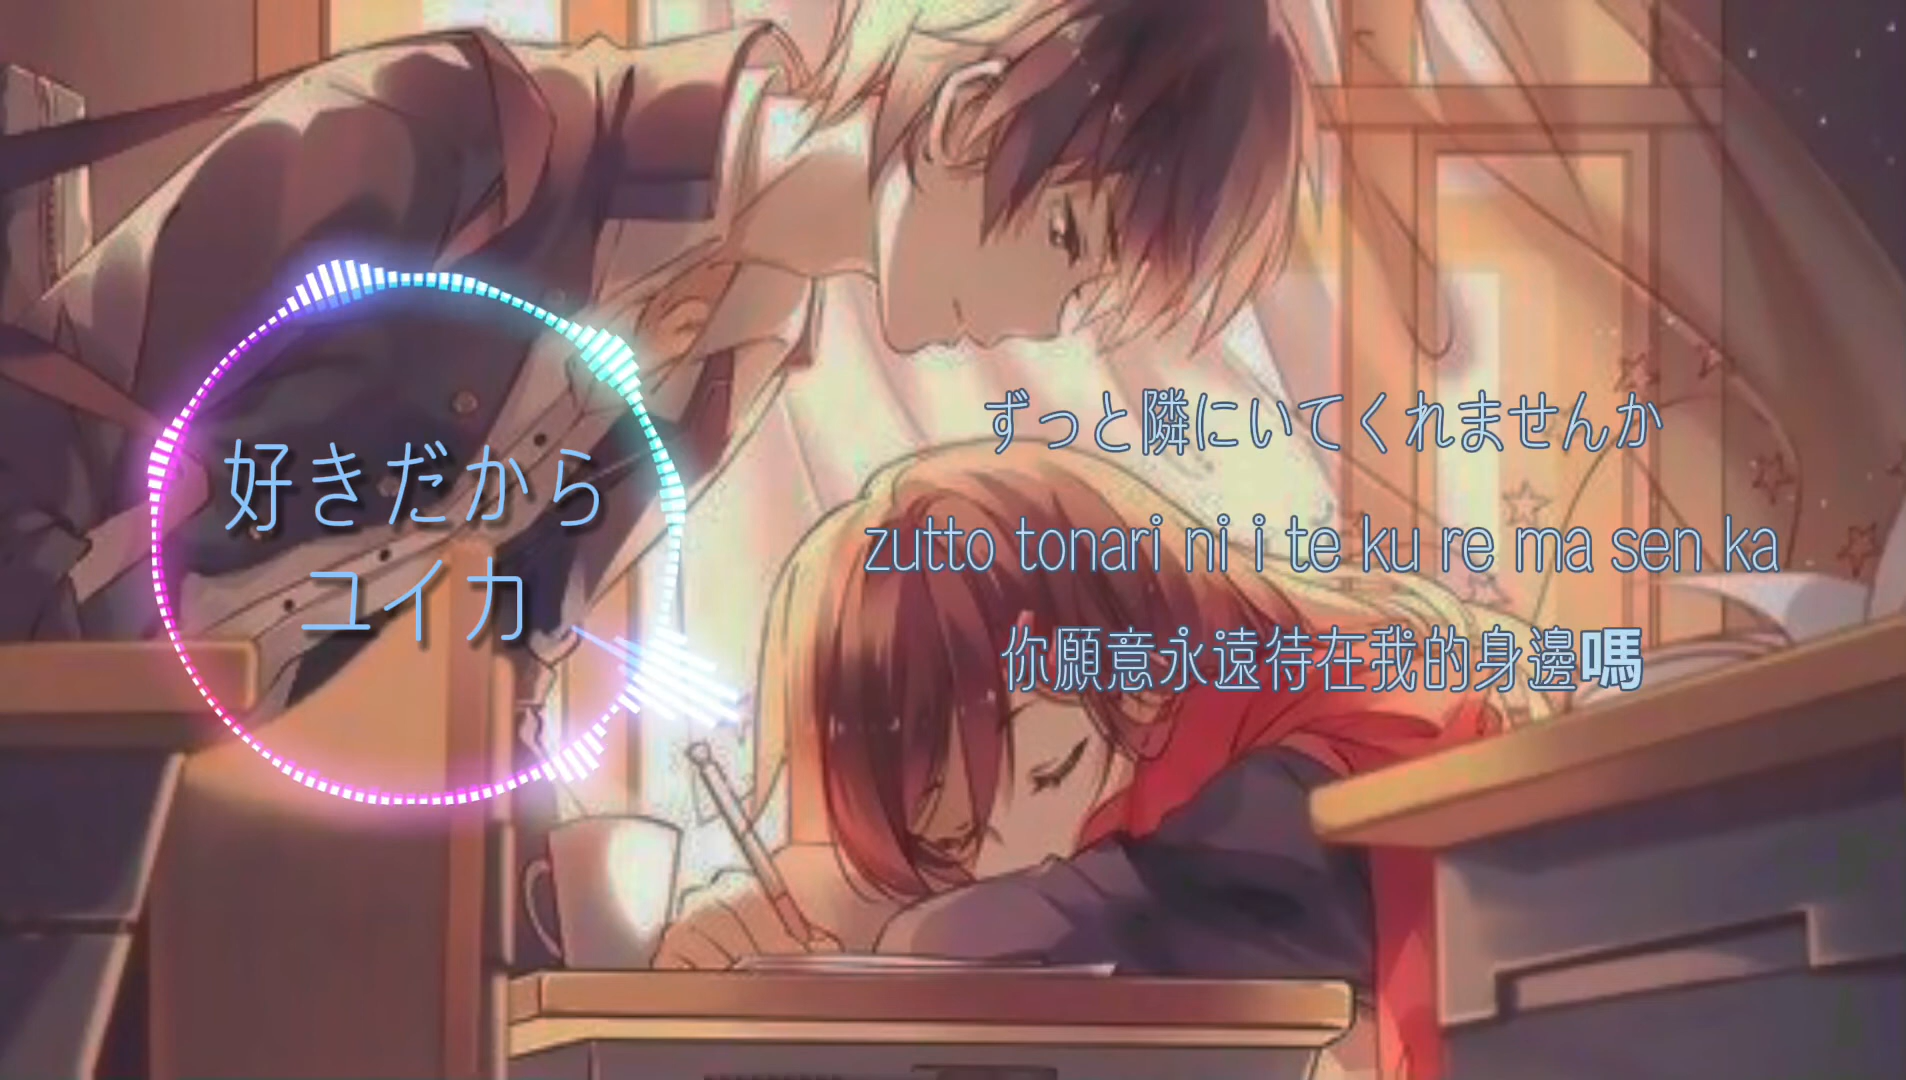 好きだから
ユイカ
ずっと隣にいてくれませんか
zutto tonari ni i te ku re ma sen ka
你願意永遠待在我的身邊嗎